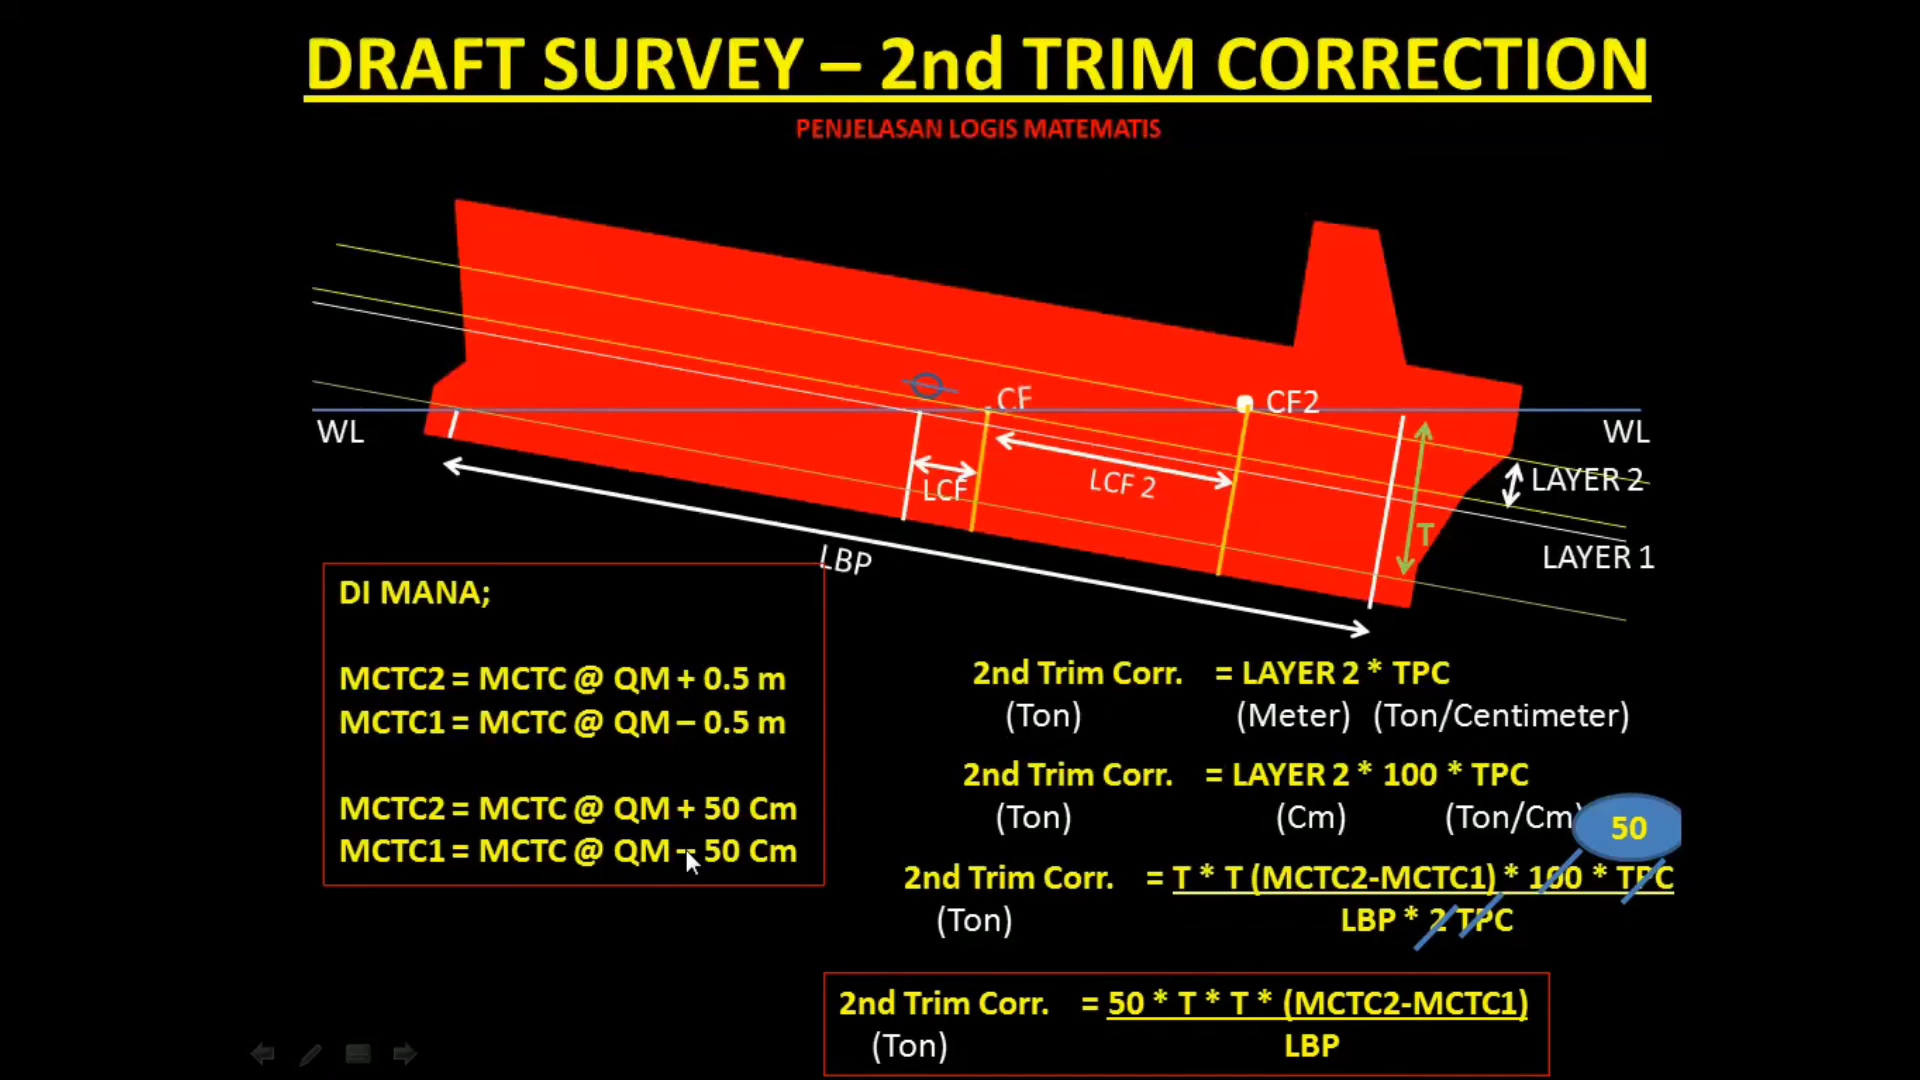 DRAFT SURVEY – 2nd TRIM CORRECTION
PENJELASAN LOGIS MATEMATIS
CF
CF2
WL
WL
LCF
LCF 2
LAYER 2
T
LAYER 1
LBP
DI MANA;
MCTC2 = MCTC @ QM + 0.5 m
MCTC1 = MCTC @ QM – 0.5 m
MCTC2 = MCTC @ QM + 50 Cm
MCTC1 = MCTC @ QM – 50 Cm
2nd Trim Corr. = LAYER 2 * TPC
(Ton) (Meter) (Ton/Centimeter)
2nd Trim Corr. = LAYER 2 * 100 * TPC
(Ton) (Cm) (Ton/Cm
50
2nd Trim Corr. = T * T (MCTC2-MCTC1) * 100 * TPC
(Ton) LBP * 2 TPC
2nd Trim Corr. = 50 * T * T * (MCTC2-MCTC1)
(Ton) LBP